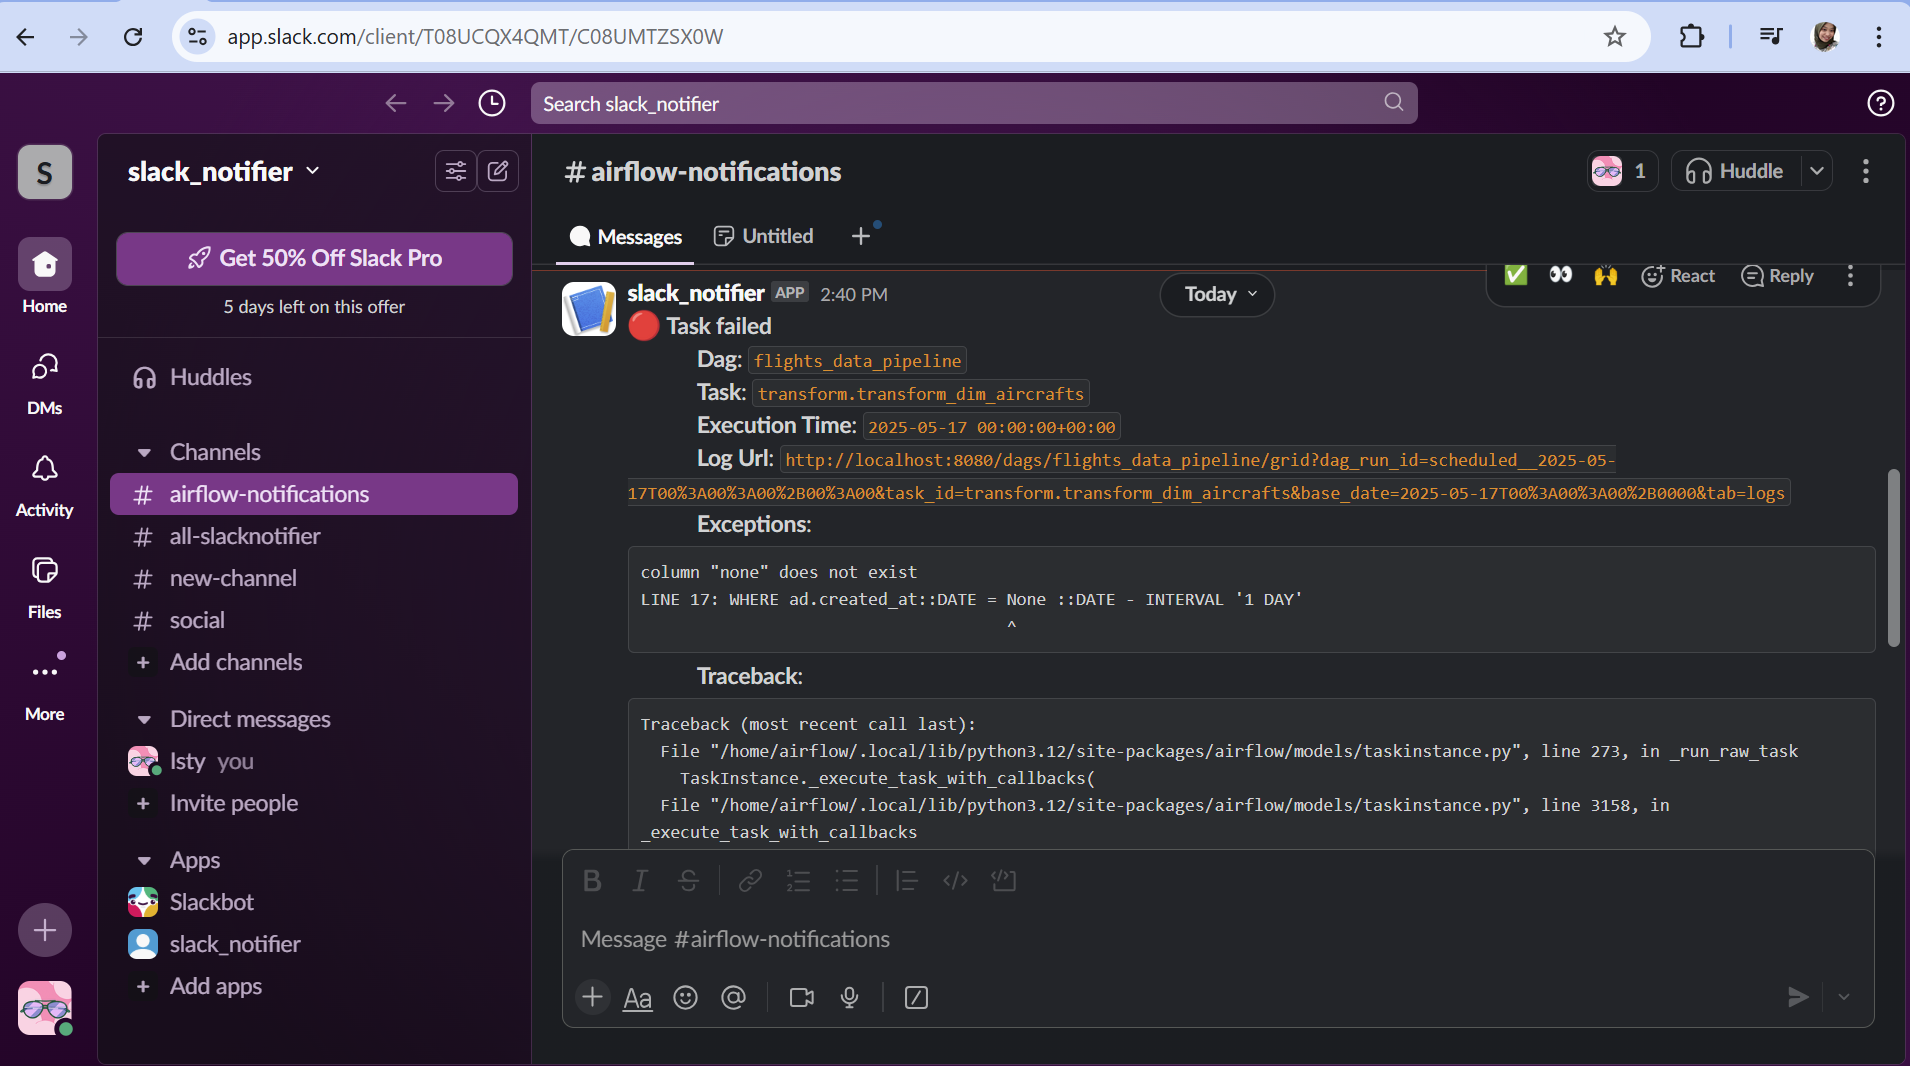 app.slack.com/client/T08UCQX4QMT/C08UMTZSX0W
Search slack_notifier
S
Home
DMs
Activity
Files
More
slack_notifier
Get 50% Off Slack Pro
5 days left on this offer
Huddles
Channels
# airflow-notifications
# all-slacknotifier
# new-channel
# social
+ Add channels
Direct messages
Isty you
+ Invite people
Apps
Slackbot
slack_notifier
+ Add apps
# airflow-notifications
1
Huddle
Messages
Untitled
+
React
Reply
slack_notifier APP 2:40 PM
Today
Task failed
Dag: flights_data_pipeline
Task: transform.transform_dim_aircrafts
Execution Time: 2025-05-17 00:00:00+00:00
Log Url: http://localhost:8080/dags/flights_data_pipeline/grid?dag_run_id=scheduled__2025-05-
17T00%3A00%3A00%2B00%3A00&task_id=transform.transform_dim_aircrafts&base_date=2025-05-17T00%3A00%3A00%2B0000&tab=logs
Exceptions:
column "none" does not exist
LINE 17: WHERE ad.created_at::DATE = None ::DATE - INTERVAL '1 DAY'
^
Traceback:
Traceback (most recent call last):
File "/home/airflow/.local/lib/python3.12/site-packages/airflow/models/taskinstance.py", line 273, in _run_raw_task
TaskInstance._execute_task_with_callbacks(
File "/home/airflow/.local/lib/python3.12/site-packages/airflow/models/taskinstance.py", line 3158, in
_execute_task_with_callbacks
Message #airflow-notifications
Aa